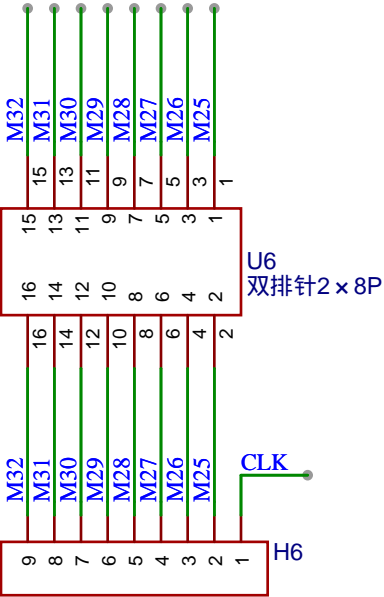 M32 M31 M30 M29 M28 M27 M26 M25
15 13 11 9 7 5 3 1
15 13 11 9 7 5 3 1
U6
双排针2×8P
16 14 12 10 8 6 4 2
16 14 12 10 8 6 4 2
M32 M31 M30 M29 M28 M27 M26 M25 CLK
H6
9 8 7 6 5 4 3 2 1